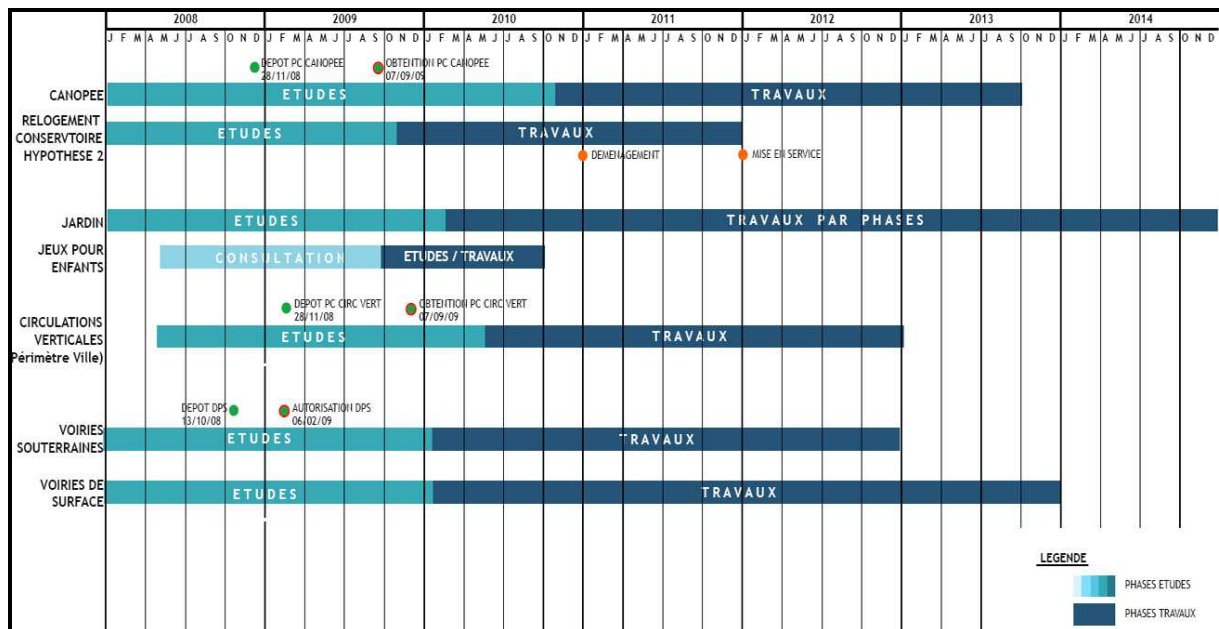 2008 2009 2010 2011 2012 2013 2014
J F M A M J J A S O N D J F M A M J J A S O N D J F M A M J J A S O N D J F M A M J J A S O N D J F M A M J J A S O N D J F M A M J J A S O N D J F M A M J J A S O N D
DEPOT PC CANOPEE
28/11/08
OBTENTION PC CANOPEE
07/09/09
CANOPEE
ETUDES
TRAVAUX
RELOGEMENT
CONSERVTOIRE
HYPOTHESE 2
ETUDES
TRAVAUX
DEMENAGEMENT
MISE EN SERVICE
JARDIN
ETUDES
TRAVAUX PAR PHASES
JEUX POUR
ENFANTS
CONSULTATION
ETUDES / TRAVAUX
DEPOT PC CIRC VERT
28/11/08
OBTENTION PC CIRC VERT
07/09/09
CIRCULATIONS
VERTICALES
Périmètre Ville)
ETUDES
TRAVAUX
DEPOT DPS
13/10/08
AUTORISATION DPS
06/02/09
VOIRIES
SOUTERRAINES
ETUDES
TRAVAUX
VOIRIES DE
SURFACE
ETUDES
TRAVAUX
LEGENDE
PHASES ETUDES
PHASES TRAVAUX